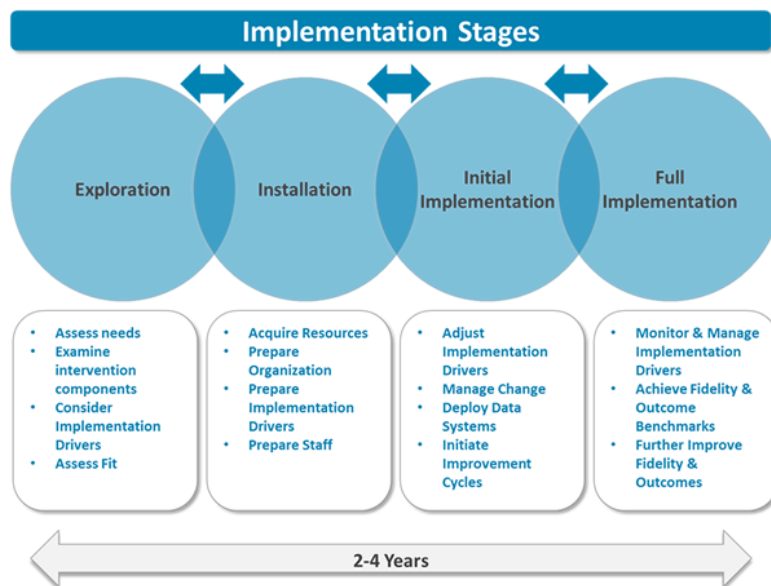 Implementation Stages
Exploration
Installation
Initial
Implementation
Full
Implementation
• Assess needs
• Examine
intervention
components
• Consider
Implementation
Drivers
• Assess Fit
• Acquire Resources
• Prepare
Organization
• Prepare
Implementation
Drivers
• Prepare Staff
• Adjust
Implementation
Drivers
• Manage Change
• Deploy Data
Systems
• Initiate
Improvement
Cycles
• Monitor & Manage
Implementation
Drivers
• Achieve Fidelity &
Outcome
Benchmarks
• Further Improve
Fidelity &
Outcomes
2-4 Years